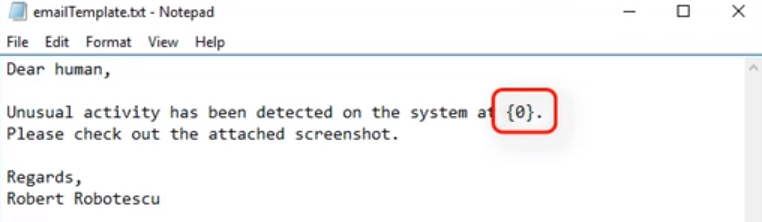 emailTemplate.txt - Notepad
File Edit Format View Help
Dear human,
Unusual activity has been detected on the system at {0}.
Please check out the attached screenshot.
Regards,
Robert Robotescu